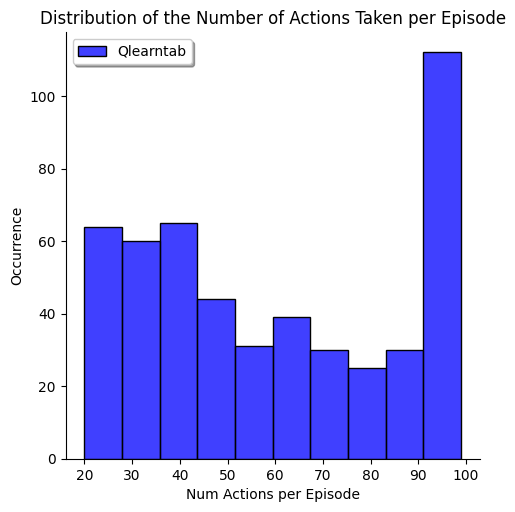 Distribution of the Number of Actions Taken per Episode
Qlearntab
Occurrence
100
80
60
40
20
0
20 30 40 50 60 70 80 90 100
Num Actions per Episode